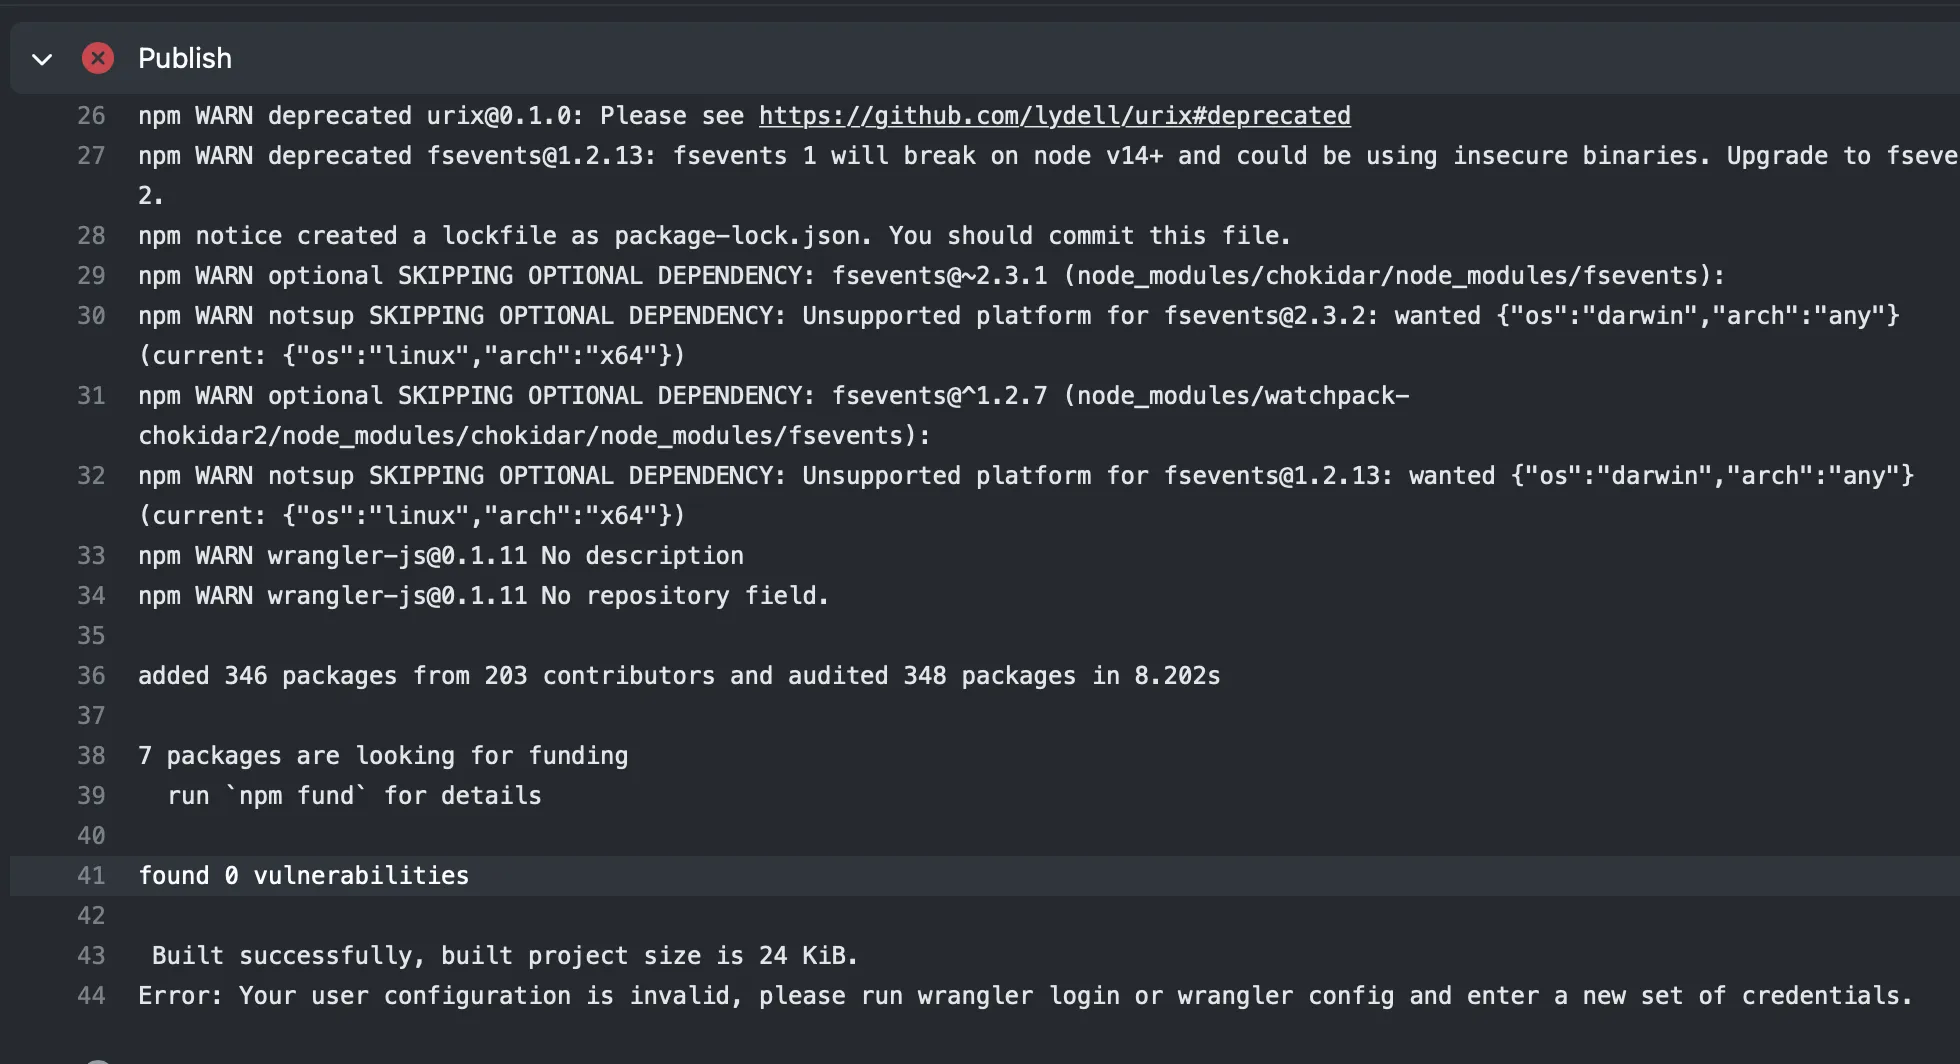 Publish
26 npm WARN deprecated urix@0.1.0: Please see https://github.com/lydell/urix#deprecated
27 npm WARN deprecated fsevents@1.2.13: fsevents 1 will break on node v14+ and could be using insecure binaries. Upgrade to fseve
2.
28 npm notice created a lockfile as package-lock.json. You should commit this file.
29 npm WARN optional SKIPPING OPTIONAL DEPENDENCY: fsevents@~2.3.1 (node_modules/chokidar/node_modules/fsevents):
30 npm WARN notsup SKIPPING OPTIONAL DEPENDENCY: Unsupported platform for fsevents@2.3.2: wanted {"os":"darwin","arch":"any"}
(current: {"os":"linux","arch":"x64"})
31 npm WARN optional SKIPPING OPTIONAL DEPENDENCY: fsevents@^1.2.7 (node_modules/watchpack-
chokidar2/node_modules/chokidar/node_modules/fsevents):
32 npm WARN notsup SKIPPING OPTIONAL DEPENDENCY: Unsupported platform for fsevents@1.2.13: wanted {"os":"darwin","arch":"any"}
(current: {"os":"linux","arch":"x64"})
33 npm WARN wrangler-js@0.1.11 No description
34 npm WARN wrangler-js@0.1.11 No repository field.
35
36 added 346 packages from 203 contributors and audited 348 packages in 8.202s
37
38 7 packages are looking for funding
39 run `npm fund` for details
40
41 found 0 vulnerabilities
42
43 Built successfully, built project size is 24 KiB.
44 Error: Your user configuration is invalid, please run wrangler login or wrangler config and enter a new set of credentials.